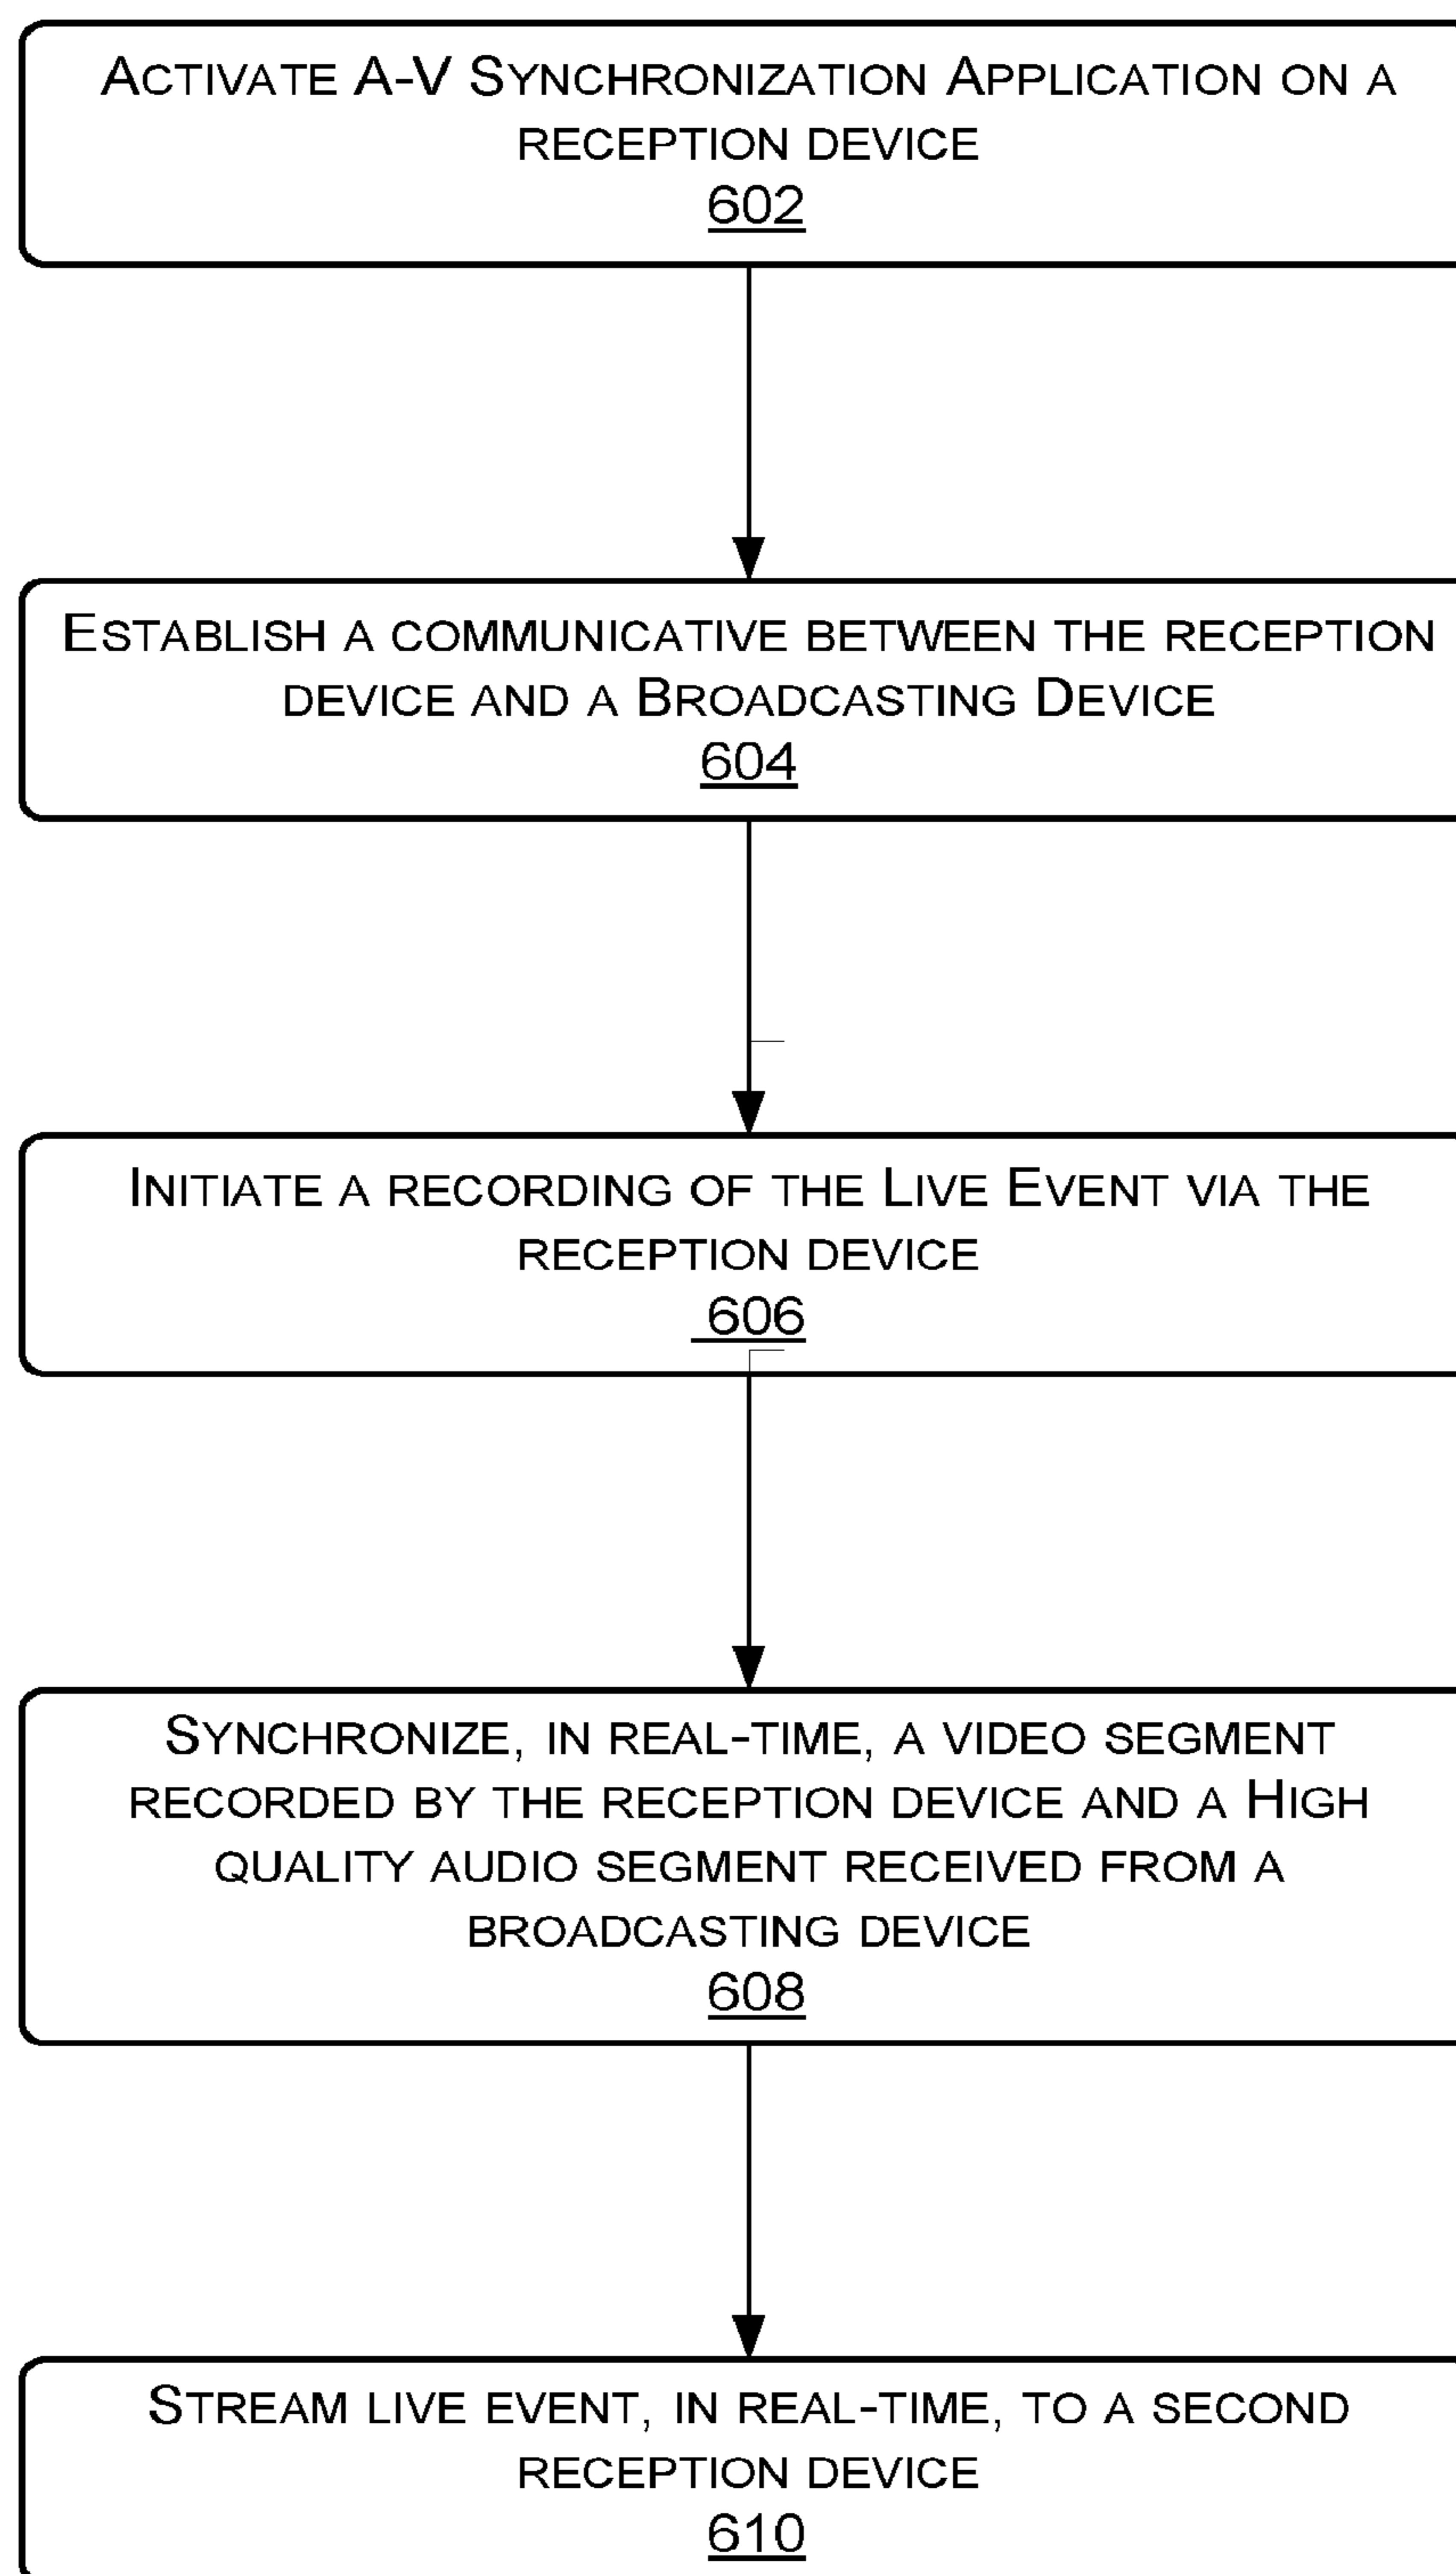 ACTIVATE A-V SYNCHRONIZATION APPLICATION ON A
RECEPTION DEVICE
602
ESTABLISH A COMMUNICATIVE BETWEEN THE RECEPTION
DEVICE AND A BROADCASTING DEVICE
604
INITIATE A RECORDING OF THE LIVE EVENT VIA THE
RECEPTION DEVICE
606
SYNCHRONIZE, IN REAL-TIME, A VIDEO SEGMENT
RECORDED BY THE RECEPTION DEVICE AND A HIGH
QUALITY AUDIO SEGMENT RECEIVED FROM A
BROADCASTING DEVICE
608
STREAM LIVE EVENT, IN REAL-TIME, TO A SECOND
RECEPTION DEVICE
610